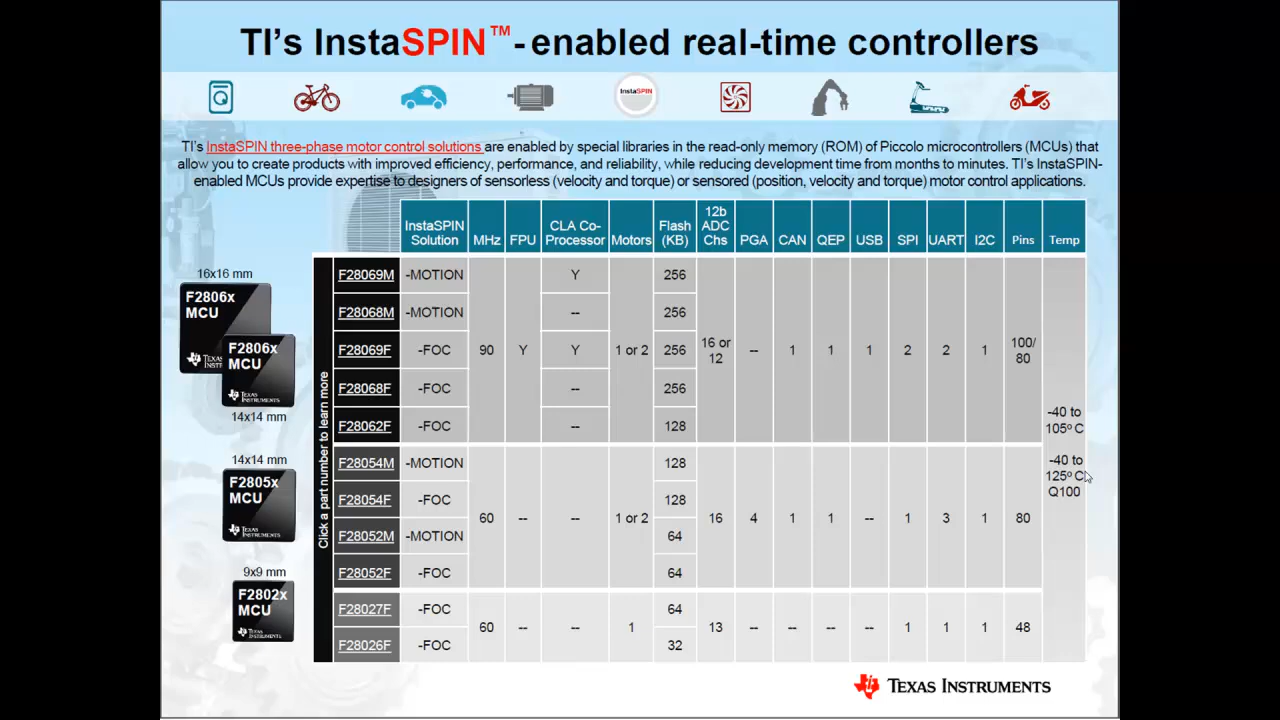 TI's InstaSPIN™-enabled real-time controllers
InstaSPIN
TI's InstaSPIN three-phase motor control solutions are enabled by special libraries in the read-only memory (ROM) of Piccolo microcontrollers (MCUs) that
allow you to create products with improved efficiency, performance, and reliability, while reducing development time from months to minutes. TI's InstaSPIN-
enabled MCUs provide expertise to designers of sensorless (velocity and torque) or sensored (position, velocity and torque) motor control applications.
InstaSPIN Solution MHz FPU CLA Co-Processor Motors Flash (KB) 12b ADC Chs PGA CAN QEP USB SPI UART I2C Pins Temp
Click a part number to learn more
16x16 mm
F2806x
MCU
TEXAS INSTRUMENTS
F2806x
MCU
TEXAS INSTRUMENTS
14x14 mm
F28069M -MOTION Y 256
F28068M -MOTION -- 256
F28069F -FOC 90 Y Y 1 or 2 256 16 or 12 -- 1 1 1 2 2 1 100/80
F28068F -FOC -- 256
F28062F -FOC -- 128
-40 to
105º C
-40 to
125º C
Q100
14x14 mm
F2805x
MCU
TEXAS INSTRUMENTS
F28054M -MOTION 128
F28054F -FOC 128
60 -- -- 1 or 2 16 4 1 1 -- 1 3 1 80
F28052M -MOTION 64
F28052F -FOC 64
9x9 mm
F2802x
MCU
TEXAS INSTRUMENTS
F28027F -FOC 64
60 -- -- 1 13 -- -- -- -- 1 1 1 48
F28026F -FOC 32
TEXAS INSTRUMENTS